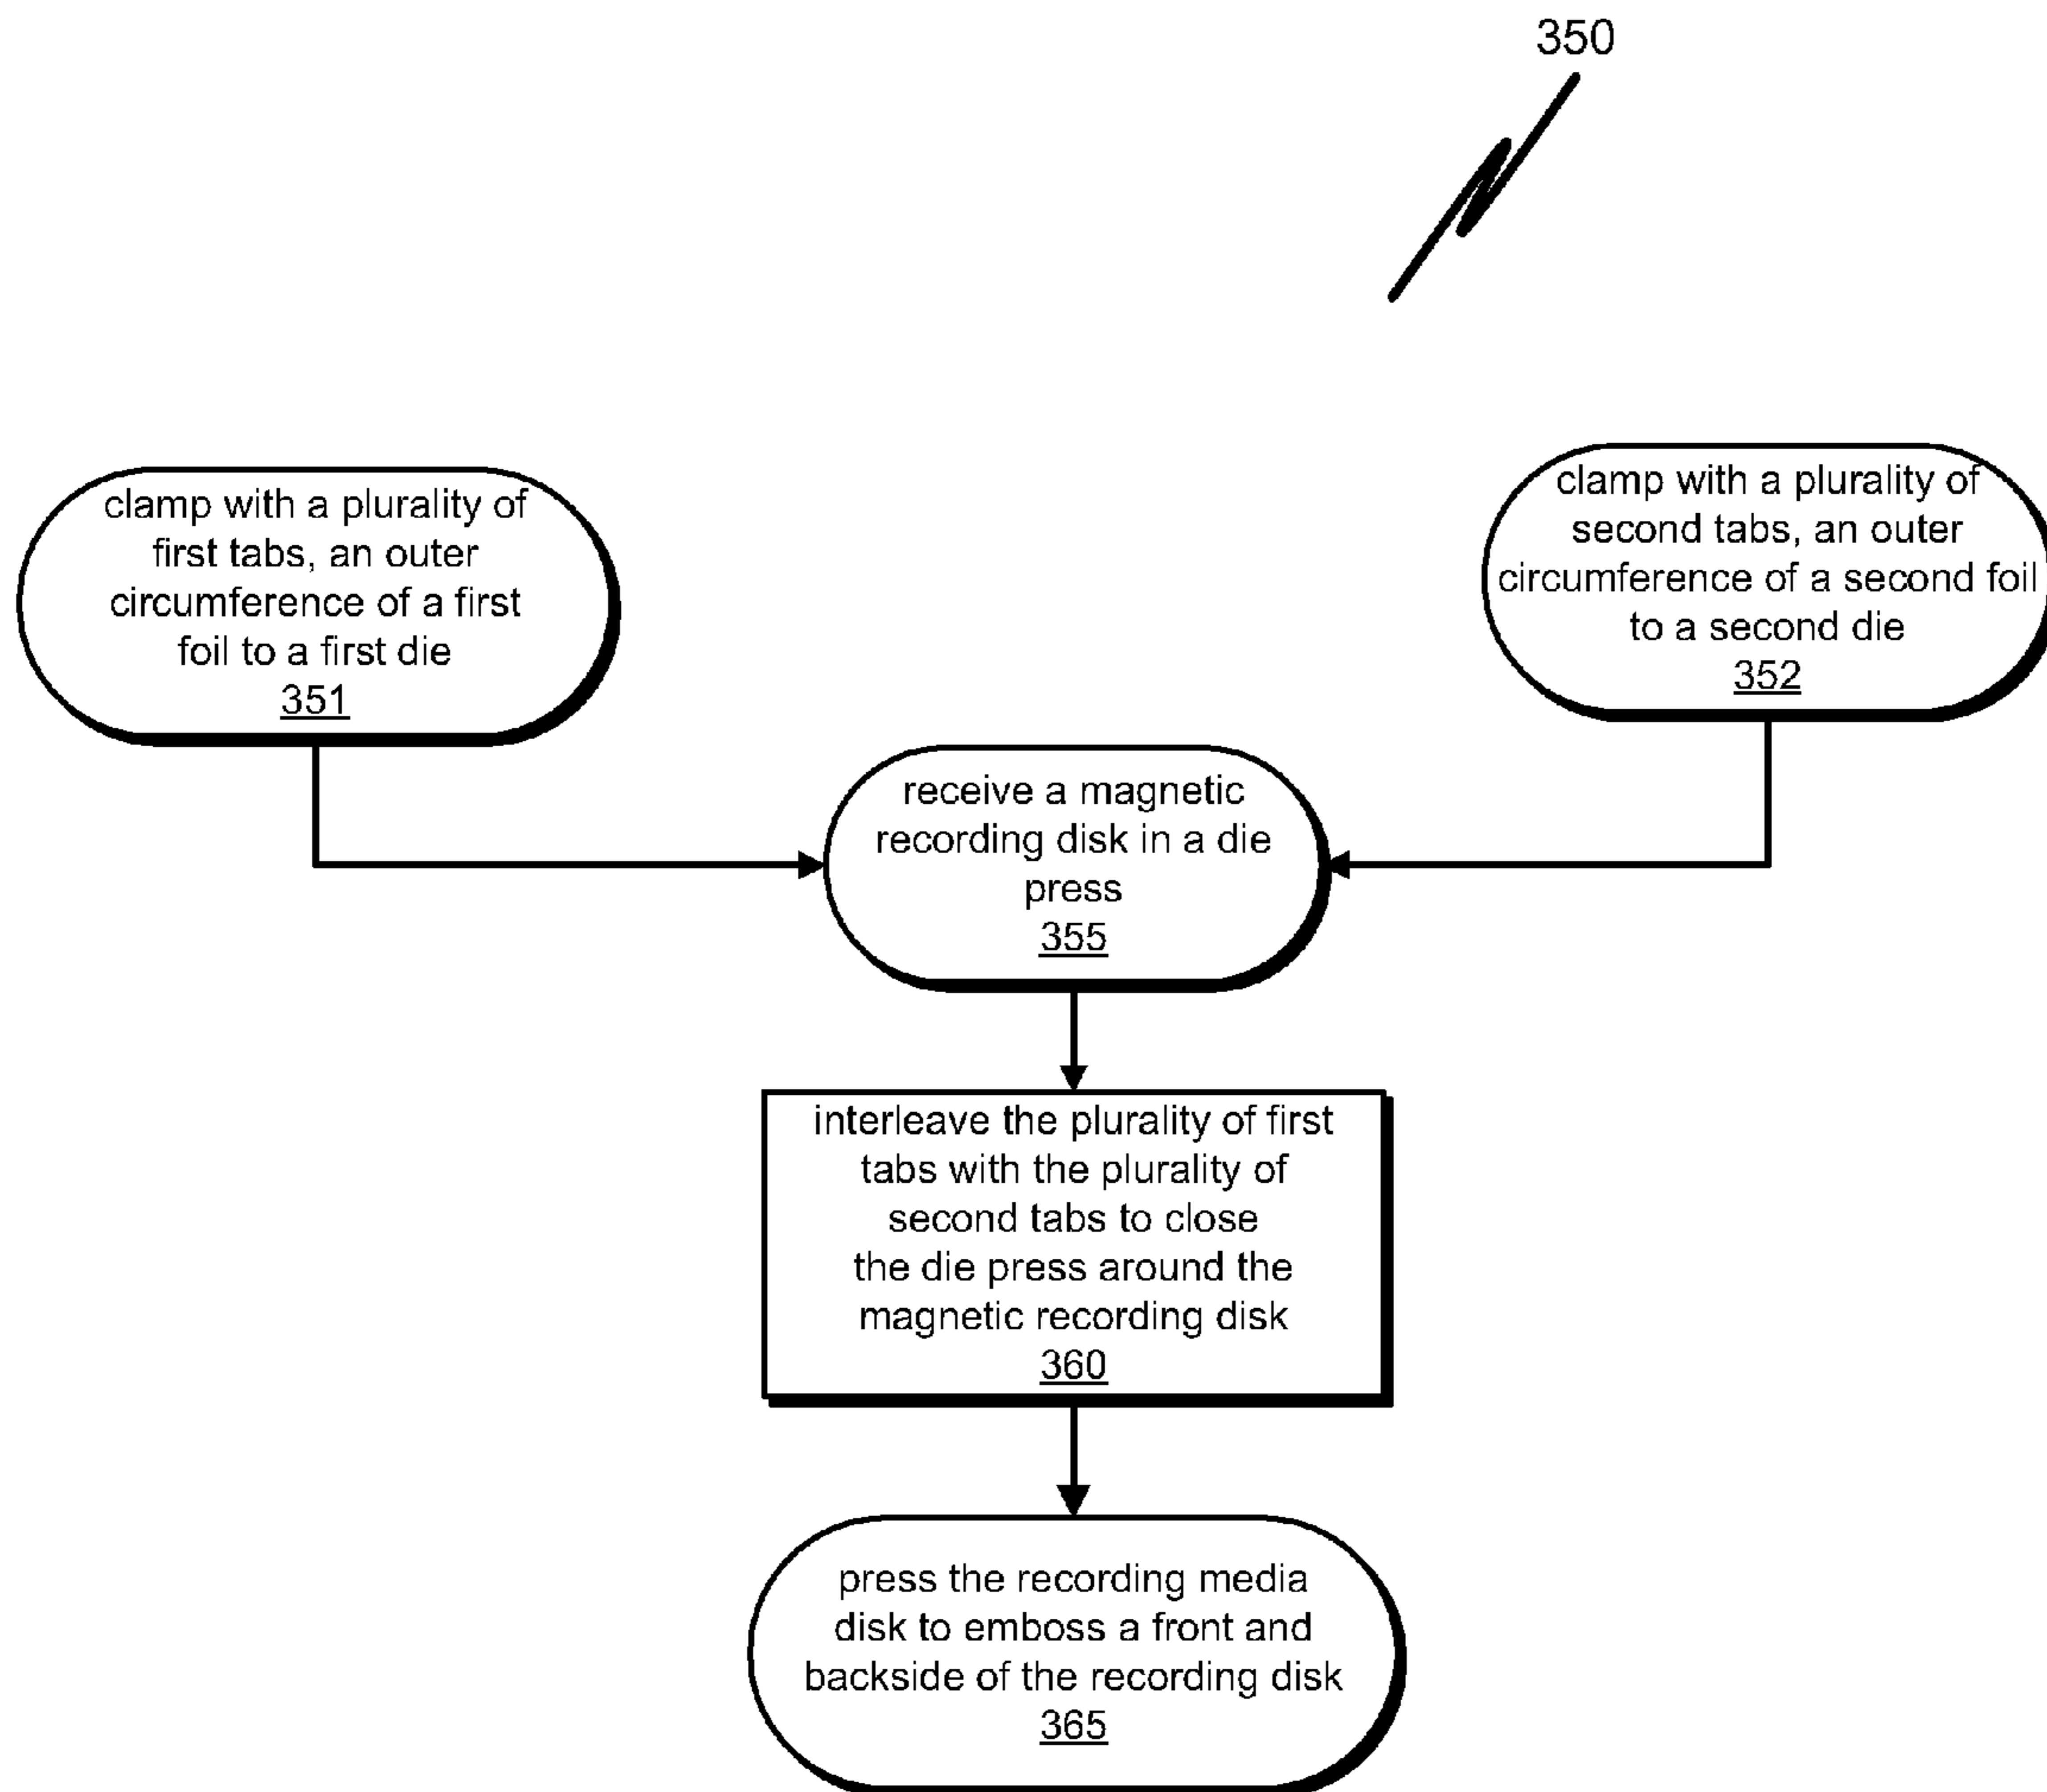 350
clamp with a plurality of
first tabs, an outer
circumference of a first
foil to a first die
351
clamp with a plurality of
second tabs, an outer
circumference of a second foil
to a second die
352
receive a magnetic
recording disk in a die
press
355
interleave the plurality of first
tabs with the plurality of
second tabs to close
the die press around the
magnetic recording disk
360
press the recording media
disk to emboss a front and
backside of the recording disk
365